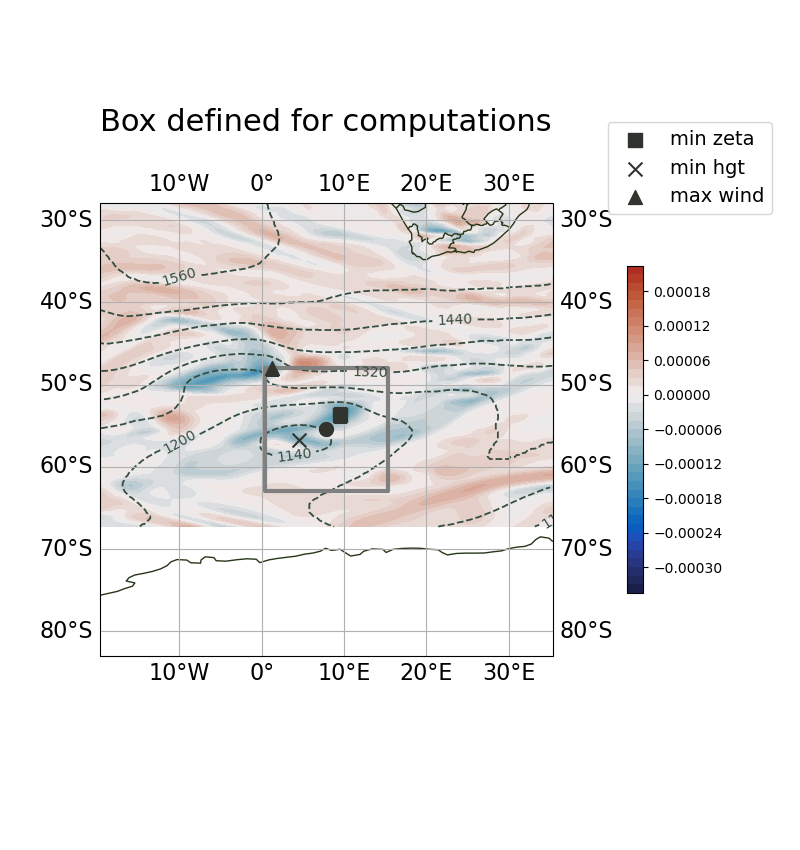 Box defined for computations
min zeta
min hgt
max wind
10°W 0° 10°E 20°E 30°E
30°S 30°S
40°S 40°S
50°S 50°S
60°S 60°S
70°S 70°S
80°S 80°S
10°W 0° 10°E 20°E 30°E
1560
1440
1320
1200
1140
0.00018
0.00012
0.00006
0.00000
−0.00006
−0.00012
−0.00018
−0.00024
−0.00030